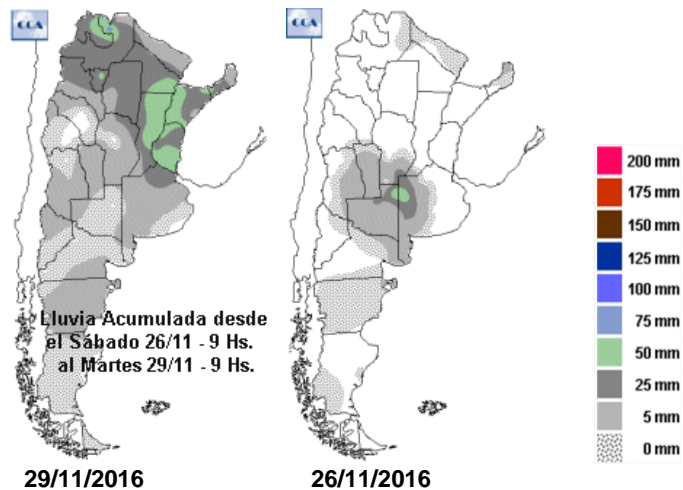 CCA
CCA
Lluvia Acumulada desde
el Sábado 26/11 - 9 Hs.
al Martes 29/11 - 9 Hs.
200 mm
175 mm
150 mm
125 mm
100 mm
75 mm
50 mm
25 mm
5 mm
0 mm
29/11/2016
26/11/2016